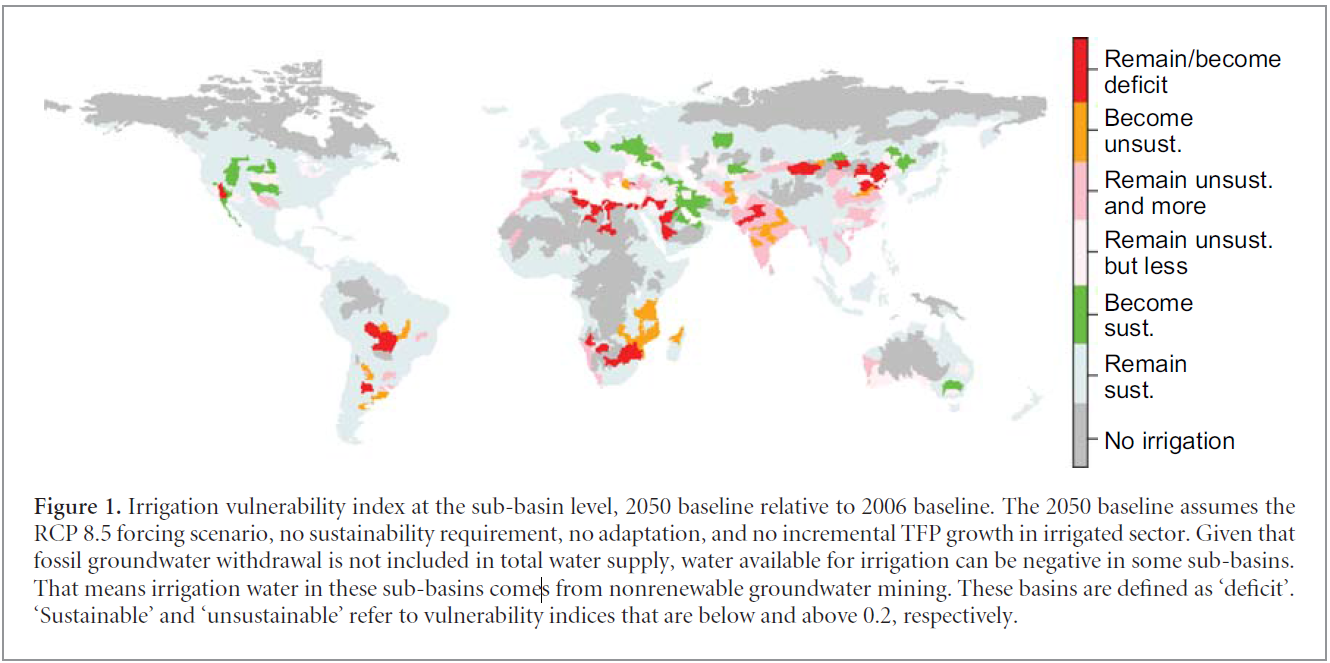 Remain/become
deficit
Become
unsust.
Remain unsust.
and more
Remain unsust.
but less
Become
sust.
Remain
sust.
No irrigation
Figure 1. Irrigation vulnerability index at the sub-basin level, 2050 baseline relative to 2006 baseline. The 2050 baseline assumes the
RCP 8.5 forcing scenario, no sustainability requirement, no adaptation, and no incremental TFP growth in irrigated sector. Given that
fossil groundwater withdrawal is not included in total water supply, water available for irrigation can be negative in some sub-basins.
That means irrigation water in these sub-basins comes from nonrenewable groundwater mining. These basins are defined as ‘deficit’.
‘Sustainable’ and ‘unsustainable’ refer to vulnerability indices that are below and above 0.2, respectively.